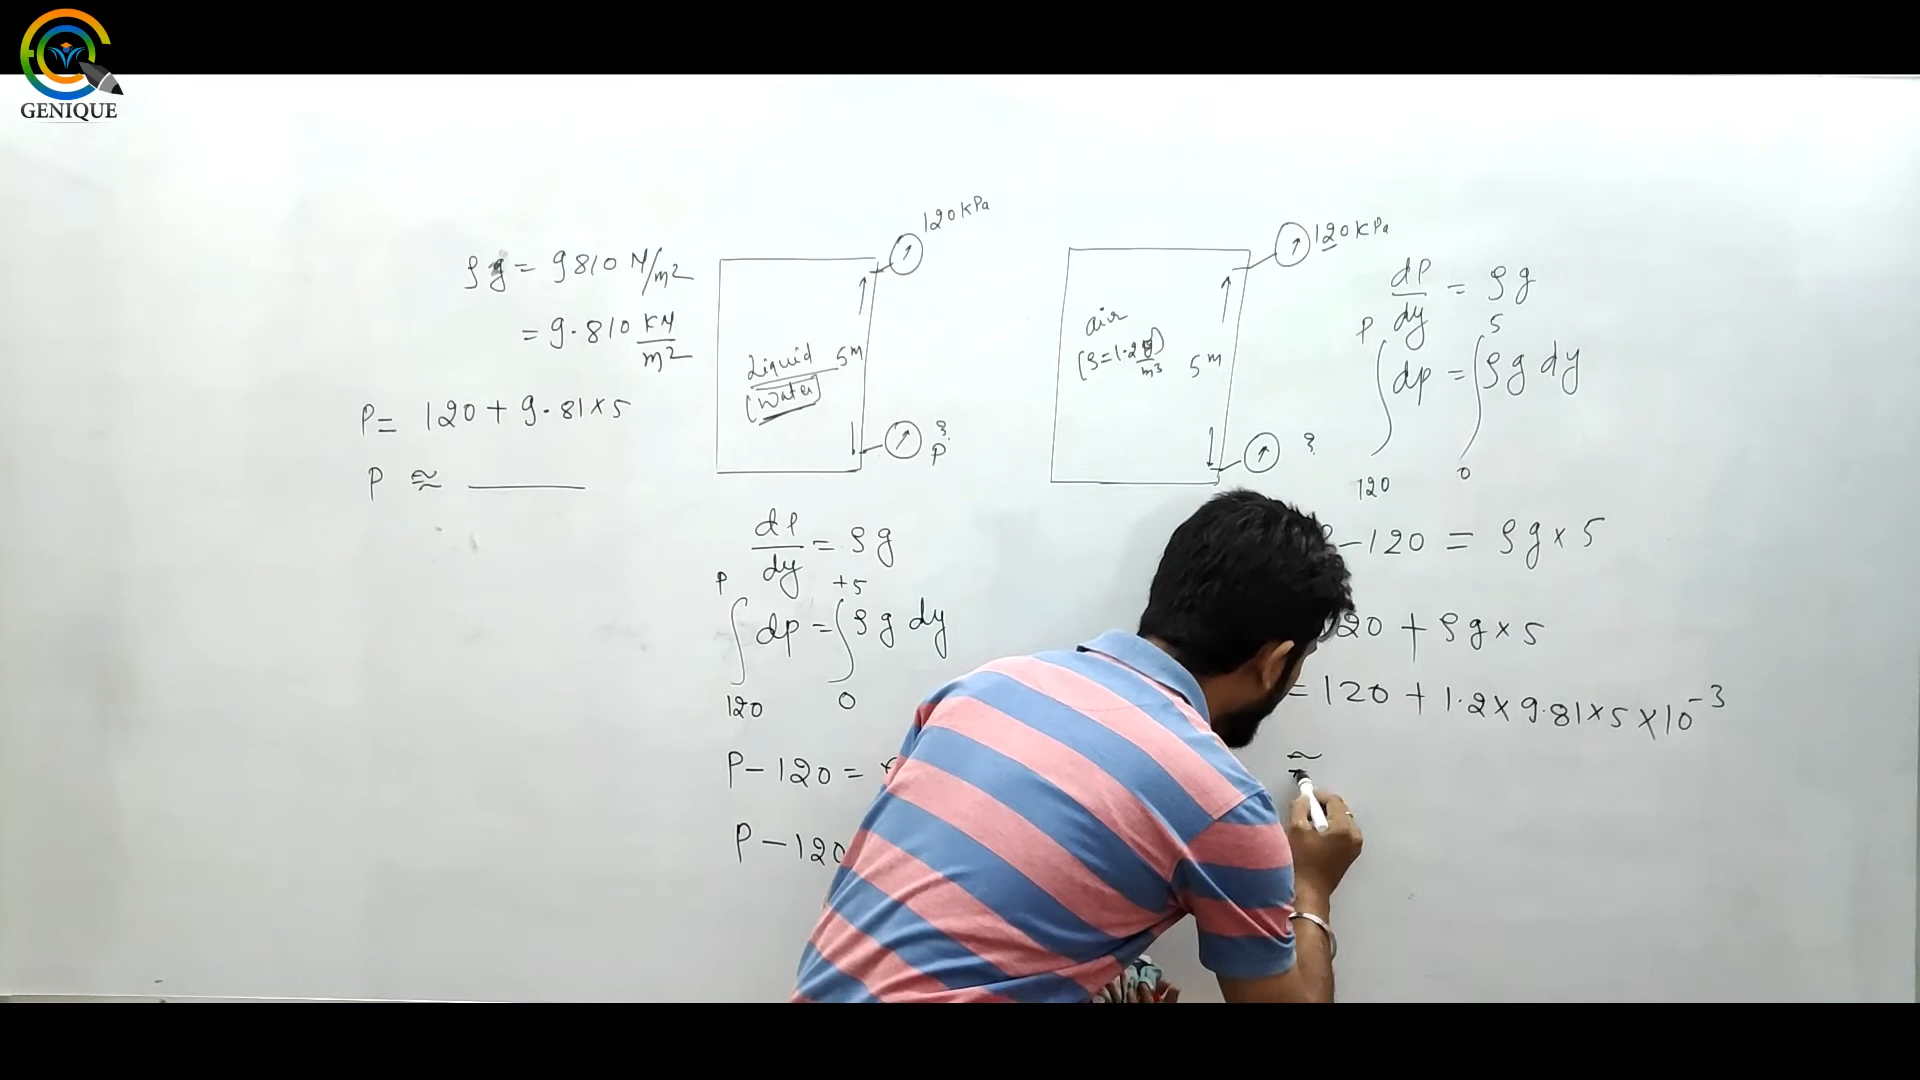 GENIQUE
ρg = 9810 N/m2
= 9.810 KN/m2
P = 120 + 9.81 × 5
P ≅
120 kPa
Liquid
(Water)
5m
?
P
dP/dy = ρg
∫ dp = ∫ ρg dy
P +5
120 0
P - 120 =
P - 120
120 kPa
air
(ρ = 1.2 /m3)
5m
?
dP/dy = ρg
P 5
∫ dp = ∫ ρg dy
120 0
- 120 = ρg × 5
20 + ρg × 5
= 120 + 1.2 × 9.81 × 5 × 10-3
≅